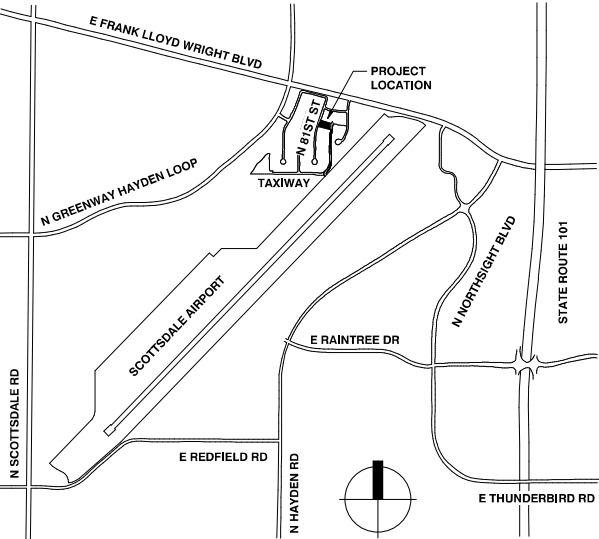 E FRANK LLOYD WRIGHT BLVD
PROJECT
LOCATION
N 81ST ST
TAXIWAY
N GREENWAY HAYDEN LOOP
N NORTHSIGHT BLVD
STATE ROUTE 101
SCOTTSDALE AIRPORT
E RAINTREE DR
N SCOTTSDALE RD
E REDFIELD RD
N HAYDEN RD
E THUNDERBIRD RD